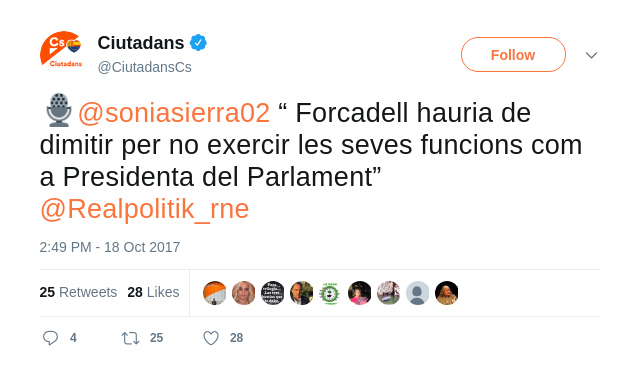 Cs
Ciutadans
Ciutadans
@CiutadansCs
Follow
@soniasierra02 “ Forcadell hauria de
dimitir per no exercir les seves funcions com
a Presidenta del Parlament”
@Realpolitik_rne
2:49 PM - 18 Oct 2017
25 Retweets 28 Likes
4 25 28